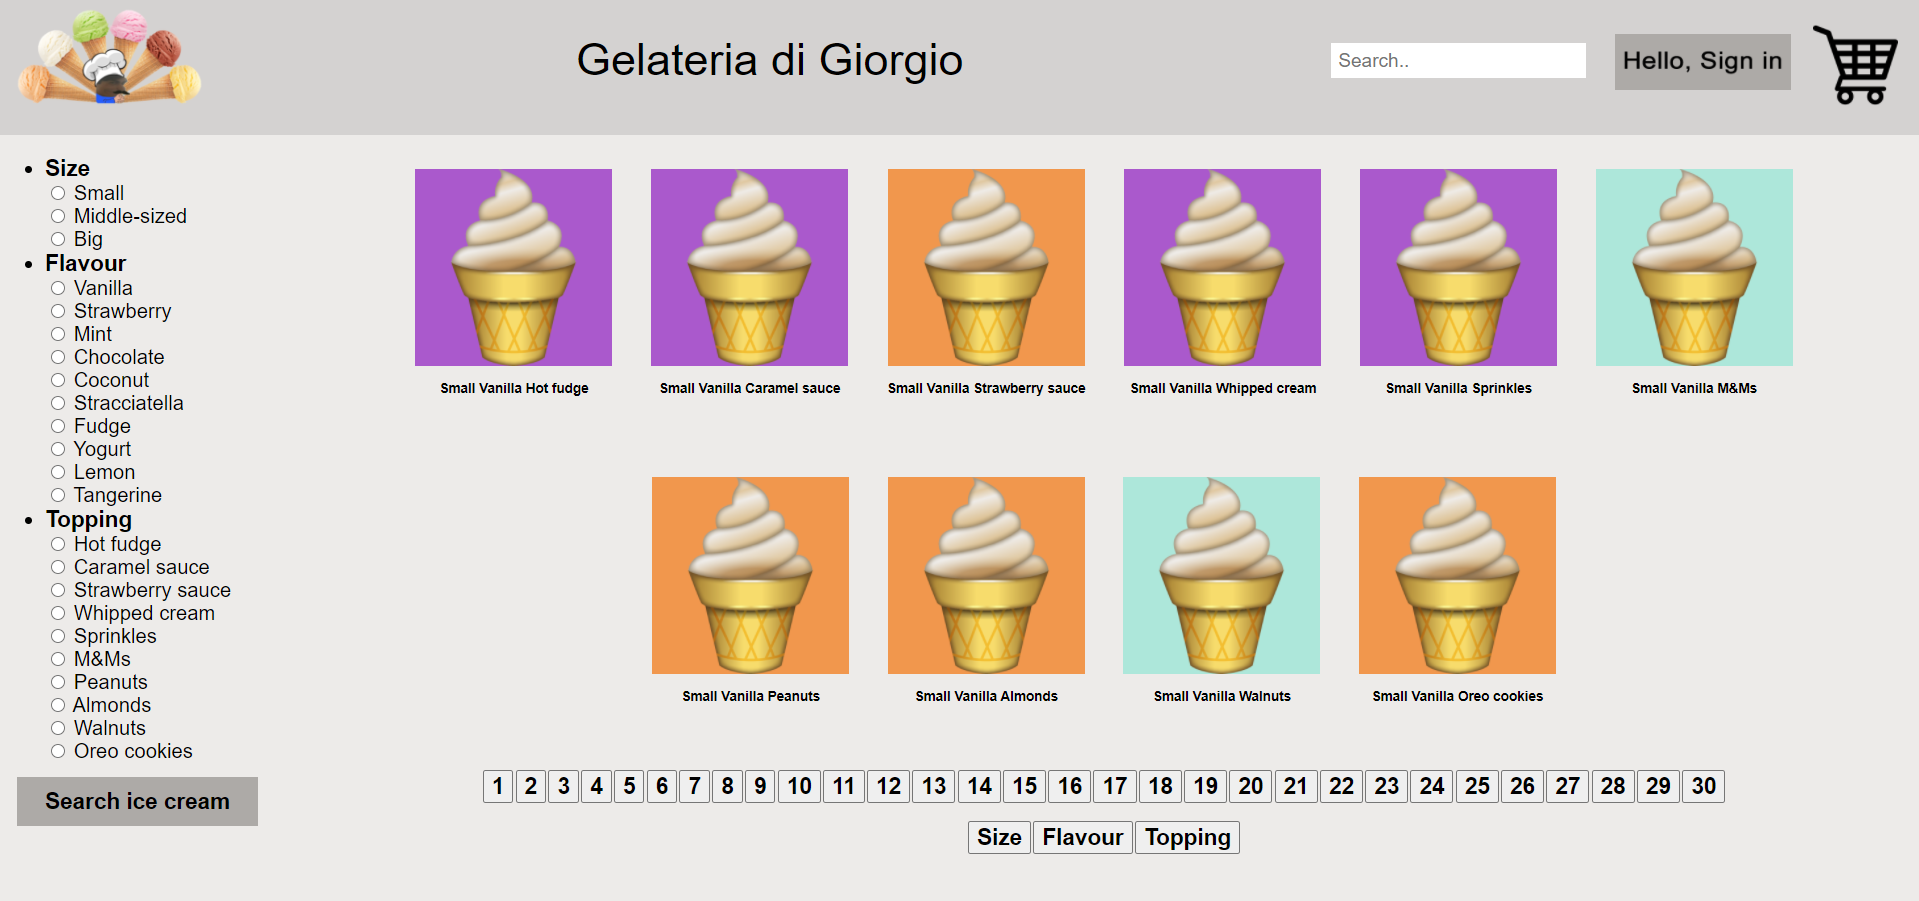 Gelateria di Giorgio
Search..
Hello, Sign in
Size
Small
Middle-sized
Big
Flavour
Vanilla
Strawberry
Mint
Chocolate
Coconut
Stracciatella
Fudge
Yogurt
Lemon
Tangerine
Topping
Hot fudge
Caramel sauce
Strawberry sauce
Whipped cream
Sprinkles
M&Ms
Peanuts
Almonds
Walnuts
Oreo cookies
Search ice cream
Small Vanilla Hot fudge
Small Vanilla Caramel sauce
Small Vanilla Strawberry sauce
Small Vanilla Whipped cream
Small Vanilla Sprinkles
Small Vanilla M&Ms
Small Vanilla Peanuts
Small Vanilla Almonds
Small Vanilla Walnuts
Small Vanilla Oreo cookies
1 2 3 4 5 6 7 8 9 10 11 12 13 14 15 16 17 18 19 20 21 22 23 24 25 26 27 28 29 30
Size Flavour Topping